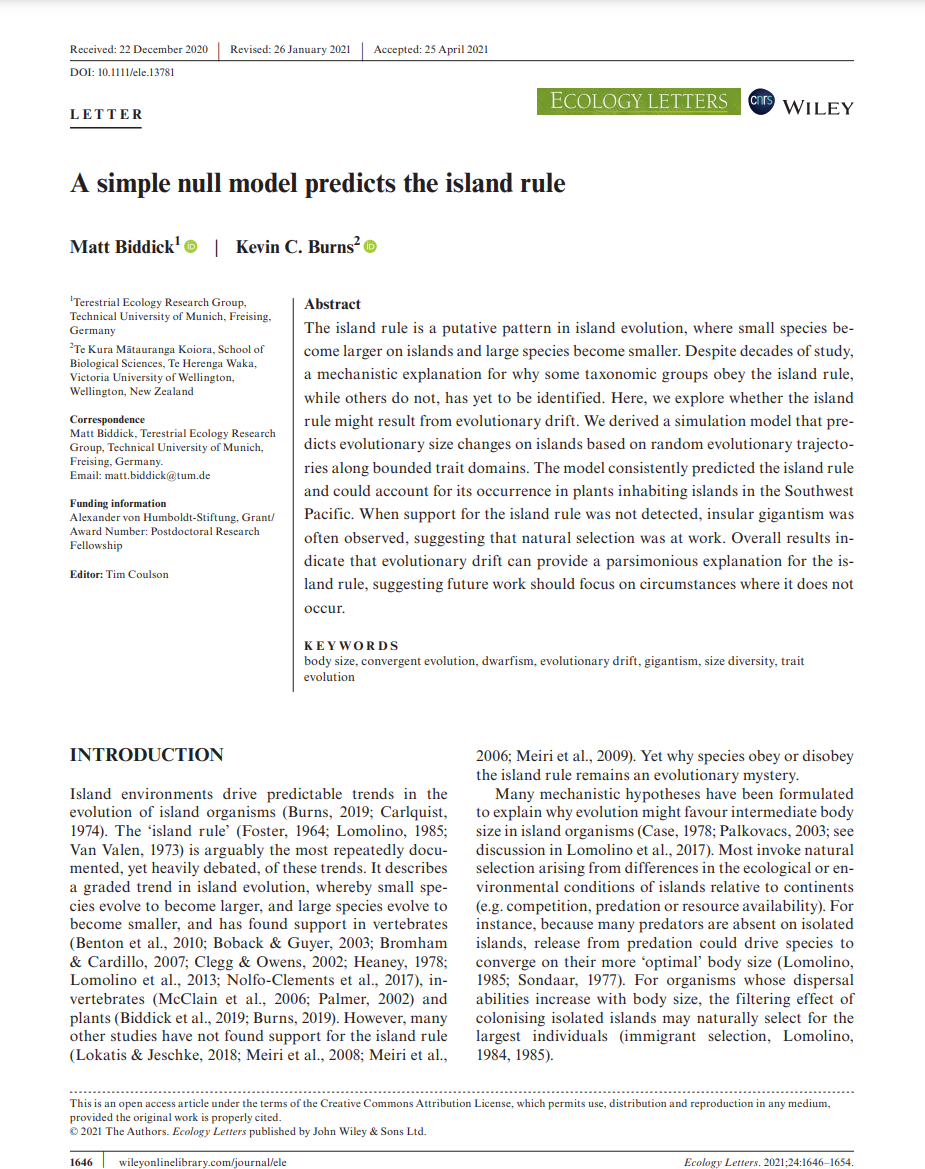 Received: 22 December 2020 | Revised: 26 January 2021 | Accepted: 25 April 2021
DOI: 10.1111/ele.13781
LETTER
ECOLOGY LETTERS cnrs WILEY
A simple null model predicts the island rule
Matt Biddick1 iD | Kevin C. Burns2 iD
1Terestrial Ecology Research Group,
Technical University of Munich, Freising,
Germany
2Te Kura Mātauranga Koiora, School of
Biological Sciences, Te Herenga Waka,
Victoria University of Wellington,
Wellington, New Zealand
Correspondence
Matt Biddick, Terestrial Ecology Research
Group, Technical University of Munich,
Freising, Germany.
Email: matt.biddick@tum.de
Funding information
Alexander von Humboldt-Stiftung, Grant/
Award Number: Postdoctoral Research
Fellowship
Editor: Tim Coulson
Abstract
The island rule is a putative pattern in island evolution, where small species be-
come larger on islands and large species become smaller. Despite decades of study,
a mechanistic explanation for why some taxonomic groups obey the island rule,
while others do not, has yet to be identified. Here, we explore whether the island
rule might result from evolutionary drift. We derived a simulation model that pre-
dicts evolutionary size changes on islands based on random evolutionary trajecto-
ries along bounded trait domains. The model consistently predicted the island rule
and could account for its occurrence in plants inhabiting islands in the Southwest
Pacific. When support for the island rule was not detected, insular gigantism was
often observed, suggesting that natural selection was at work. Overall results in-
dicate that evolutionary drift can provide a parsimonious explanation for the is-
land rule, suggesting future work should focus on circumstances where it does not
occur.
KEYWORDS
body size, convergent evolution, dwarfism, evolutionary drift, gigantism, size diversity, trait
evolution
INTRODUCTION
Island environments drive predictable trends in the
evolution of island organisms (Burns, 2019; Carlquist,
1974). The ‘island rule’ (Foster, 1964; Lomolino, 1985;
Van Valen, 1973) is arguably the most repeatedly docu-
mented, yet heavily debated, of these trends. It describes
a graded trend in island evolution, whereby small spe-
cies evolve to become larger, and large species evolve to
become smaller, and has found support in vertebrates
(Benton et al., 2010; Boback & Guyer, 2003; Bromham
& Cardillo, 2007; Clegg & Owens, 2002; Heaney, 1978;
Lomolino et al., 2013; Nolfo-Clements et al., 2017), in-
vertebrates (McClain et al., 2006; Palmer, 2002) and
plants (Biddick et al., 2019; Burns, 2019). However, many
other studies have not found support for the island rule
(Lokatis & Jeschke, 2018; Meiri et al., 2008; Meiri et al.,
2006; Meiri et al., 2009). Yet why species obey or disobey
the island rule remains an evolutionary mystery.
Many mechanistic hypotheses have been formulated
to explain why evolution might favour intermediate body
size in island organisms (Case, 1978; Palkovacs, 2003; see
discussion in Lomolino et al., 2017). Most invoke natural
selection arising from differences in the ecological or en-
vironmental conditions of islands relative to continents
(e.g. competition, predation or resource availability). For
instance, because many predators are absent on isolated
islands, release from predation could drive species to
converge on their more ‘optimal’ body size (Lomolino,
1985; Sondaar, 1977). For organisms whose dispersal
abilities increase with body size, the filtering effect of
colonising isolated islands may naturally select for the
largest individuals (immigrant selection, Lomolino,
1984, 1985).
This is an open access article under the terms of the Creative Commons Attribution License, which permits use, distribution and reproduction in any medium,
provided the original work is properly cited.
© 2021 The Authors. Ecology Letters published by John Wiley & Sons Ltd.
1646 | wileyonlinelibrary.com/journal/ele Ecology Letters. 2021;24:1646–1654.